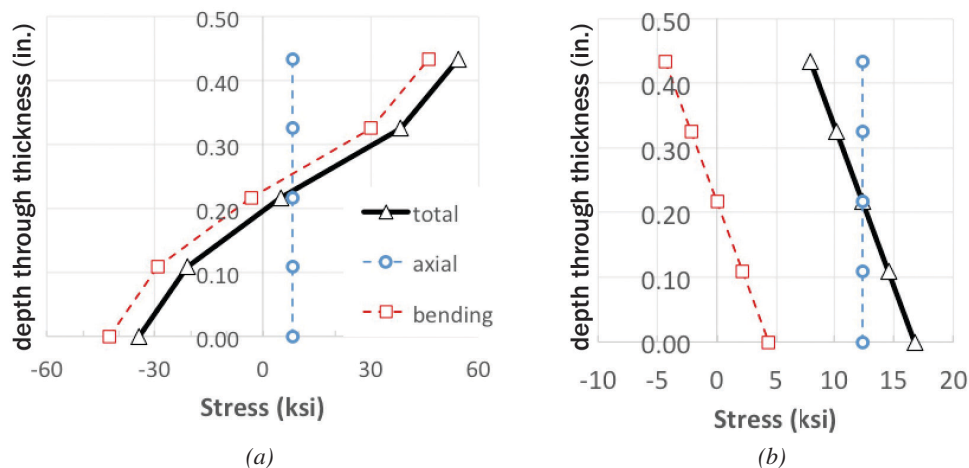 0.50
0.40
0.30
0.20
0.10
0.00
-60
-30
0
30
60
depth through thickness (in.)
Stress (ksi)
total
axial
bending
(a)
0.50
0.40
0.30
0.20
0.10
0.00
-10
-5
0
5
10
15
20
depth through thickness (in.)
Stress (ksi)
(b)